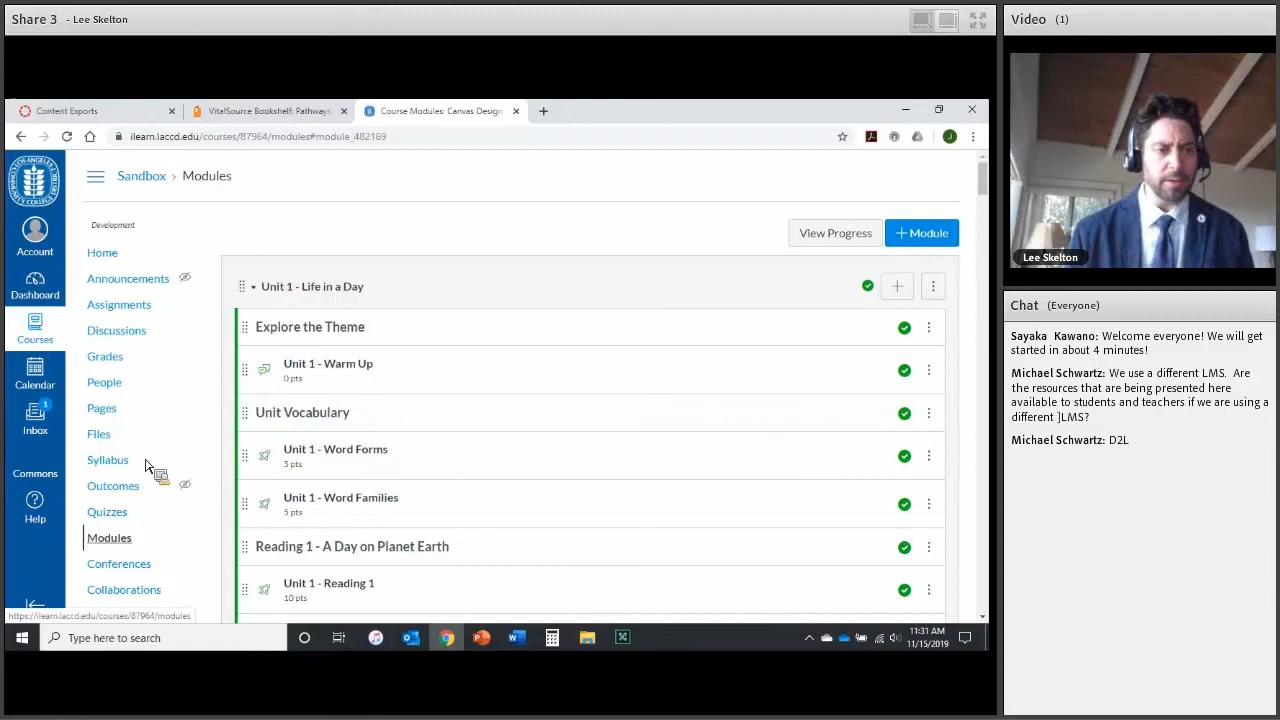 Share 3 - Lee Skelton
Video (1)
Content Exports
VitalSource Bookshelf: Pathways
Course Modules: Canvas Design
ilearn.laccd.edu/courses/87964/modules#module_482169
J
Sandbox > Modules
Account
Dashboard
Courses
Calendar
1
Inbox
Commons
Help
Development
Home
Announcements
Assignments
Discussions
Grades
People
Pages
Files
Syllabus
Outcomes
Quizzes
Modules
Conferences
Collaborations
View Progress
+ Module
Unit 1 - Life in a Day
Explore the Theme
Unit 1 - Warm Up
0 pts
Unit Vocabulary
Unit 1 - Word Forms
5 pts
Unit 1 - Word Families
5 pts
Reading 1 - A Day on Planet Earth
Unit 1 - Reading 1
10 pts
https://ilearn.laccd.edu/courses/87964/modules
Type here to search
11:31 AM
11/15/2019
Lee Skelton
Chat (Everyone)
Sayaka Kawano: Welcome everyone! We will get
started in about 4 minutes!
Michael Schwartz: We use a different LMS. Are
the resources that are being presented here
available to students and teachers if we are using a
different ]LMS?
Michael Schwartz: D2L